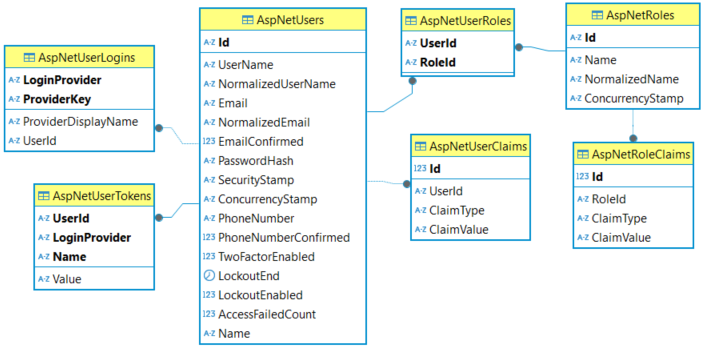 AspNetUserLogins
A-Z LoginProvider
A-Z ProviderKey
A-Z ProviderDisplayName
A-Z UserId
AspNetUserTokens
A-Z UserId
A-Z LoginProvider
A-Z Name
A-Z Value
AspNetUsers
A-Z Id
A-Z UserName
A-Z NormalizedUserName
A-Z Email
A-Z NormalizedEmail
123 EmailConfirmed
A-Z PasswordHash
A-Z SecurityStamp
A-Z ConcurrencyStamp
A-Z PhoneNumber
123 PhoneNumberConfirmed
123 TwoFactorEnabled
LockoutEnd
123 LockoutEnabled
123 AccessFailedCount
A-Z Name
AspNetUserRoles
A-Z UserId
A-Z RoleId
AspNetUserClaims
123 Id
A-Z UserId
A-Z ClaimType
A-Z ClaimValue
AspNetRoles
A-Z Id
A-Z Name
A-Z NormalizedName
A-Z ConcurrencyStamp
AspNetRoleClaims
123 Id
A-Z RoleId
A-Z ClaimType
A-Z ClaimValue